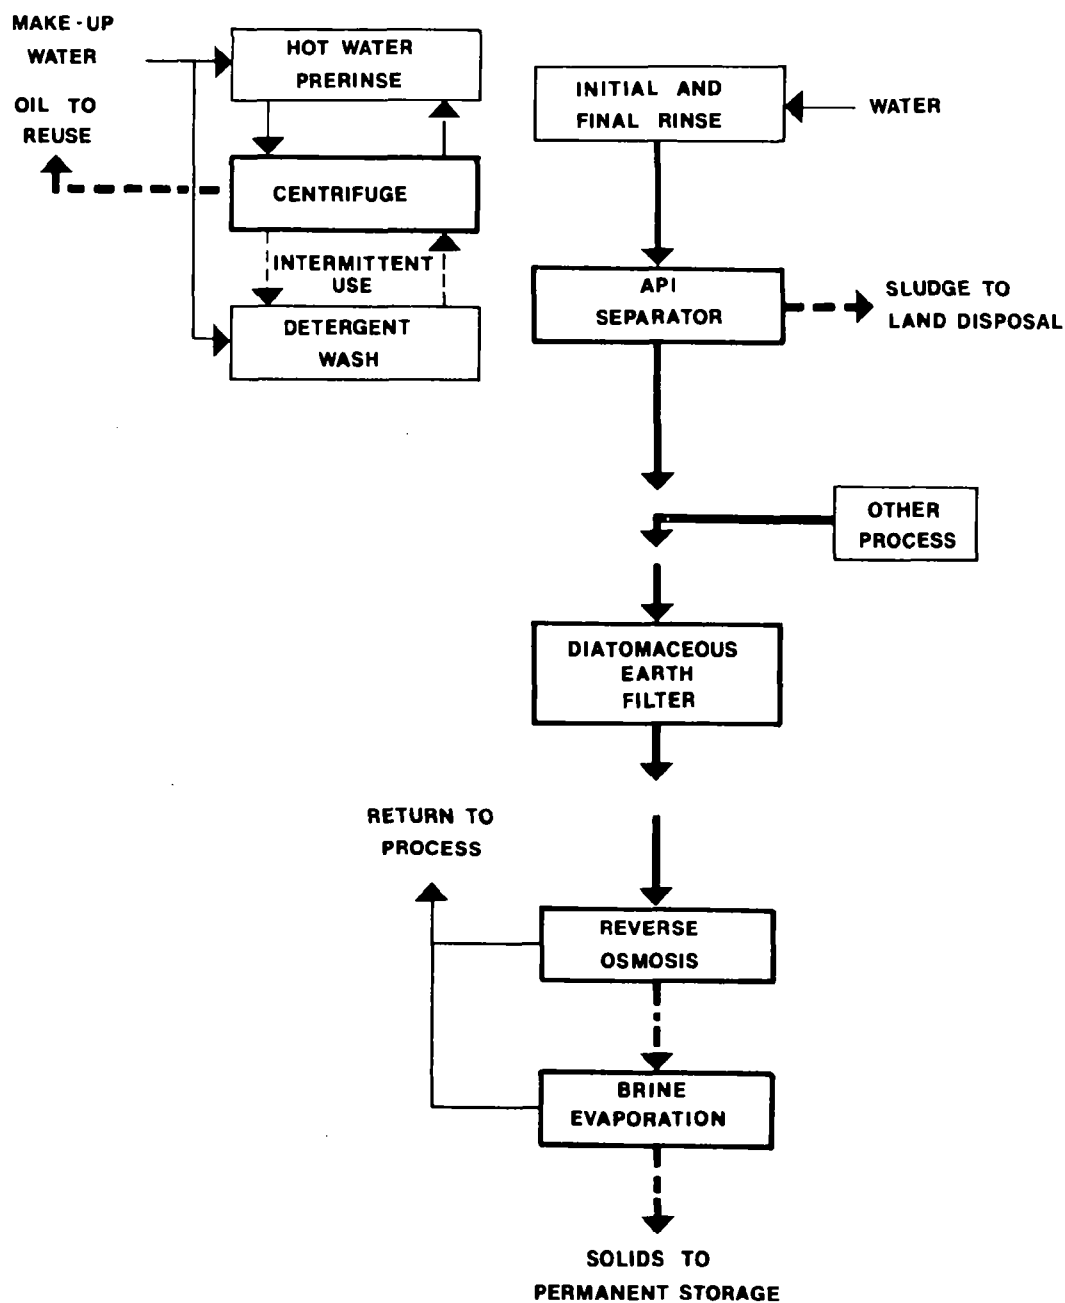 MAKE-UP
WATER
OIL TO
REUSE
HOT WATER
PRERINSE
CENTRIFUGE
INTERMITTENT
USE
DETERGENT
WASH
INITIAL AND
FINAL RINSE
WATER
API
SEPARATOR
SLUDGE TO
LAND DISPOSAL
OTHER
PROCESS
DIATOMACEOUS
EARTH
FILTER
RETURN TO
PROCESS
REVERSE
OSMOSIS
BRINE
EVAPORATION
SOLIDS TO
PERMANENT STORAGE